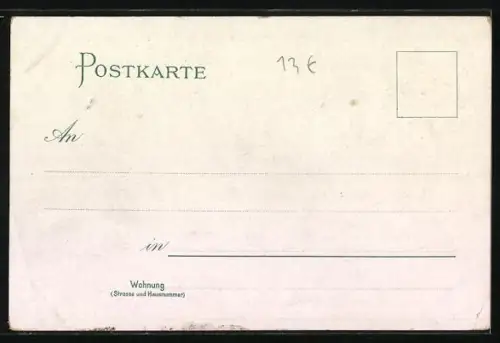 POSTKARTE
13€
An
in
Wohnung
(Strasse und Hausnummer)